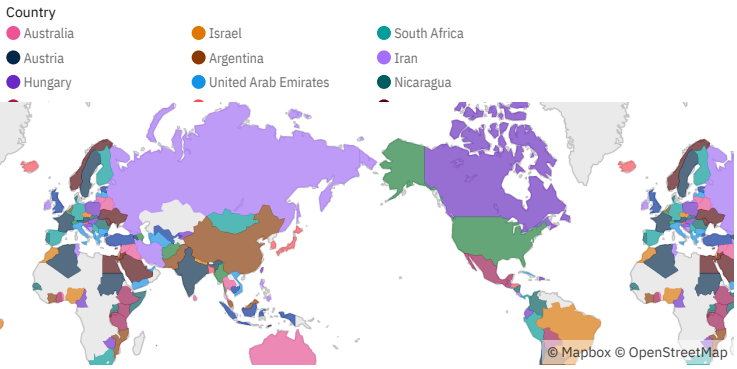 Country
Australia
Israel
South Africa
Austria
Argentina
Iran
Hungary
United Arab Emirates
Nicaragua
© Mapbox © OpenStreetMap